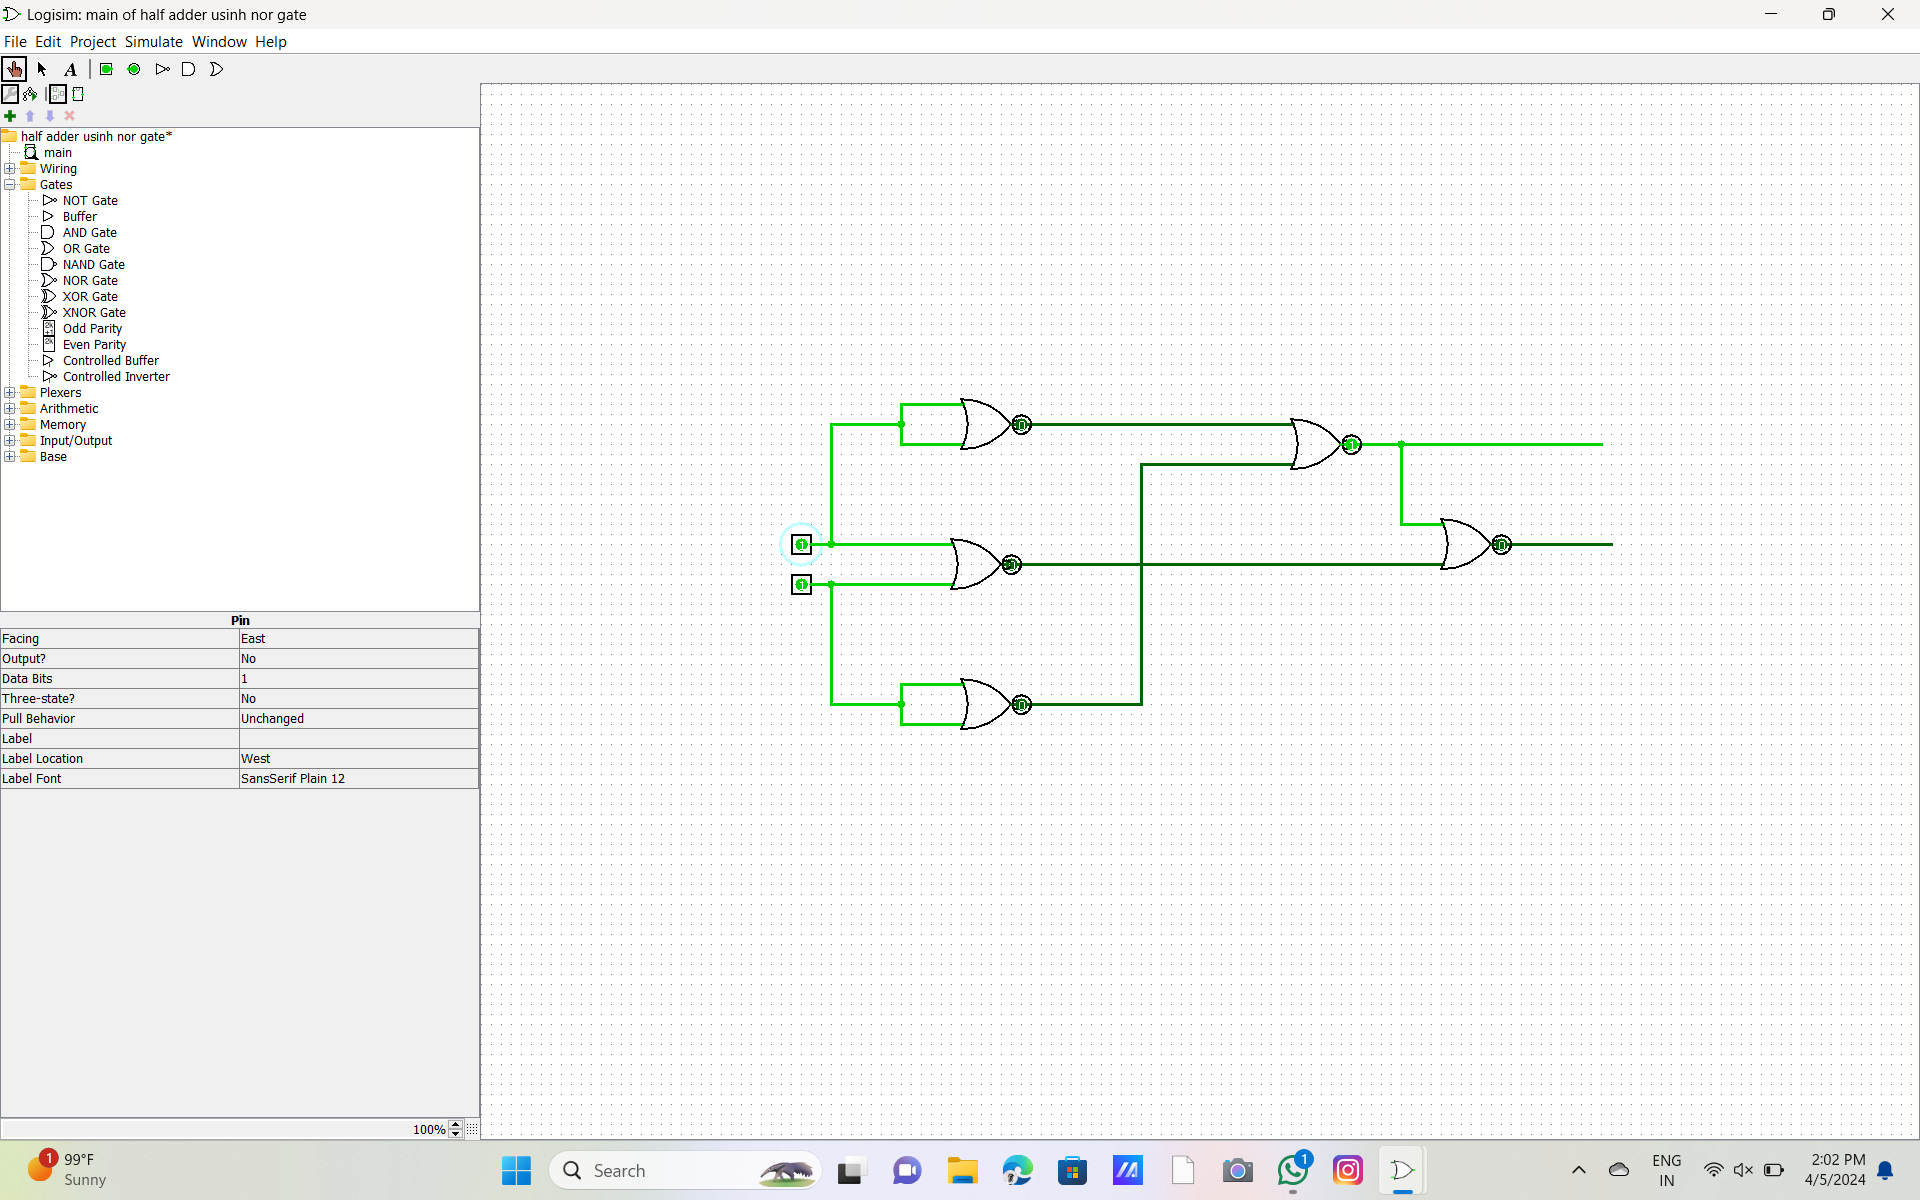 Logisim: main of half adder usinh nor gate
File Edit Project Simulate Window Help
A
half adder usinh nor gate*
main
Wiring
Gates
NOT Gate
Buffer
AND Gate
OR Gate
NAND Gate
NOR Gate
XOR Gate
XNOR Gate
Odd Parity
Even Parity
Controlled Buffer
Controlled Inverter
Plexers
Arithmetic
Memory
Input/Output
Base
Pin
Facing East
Output? No
Data Bits 1
Three-state? No
Pull Behavior Unchanged
Label
Label Location West
Label Font SansSerif Plain 12
100%
1
1
1
1
99°F
Sunny
Search
1
ENG
IN
2:02 PM
4/5/2024